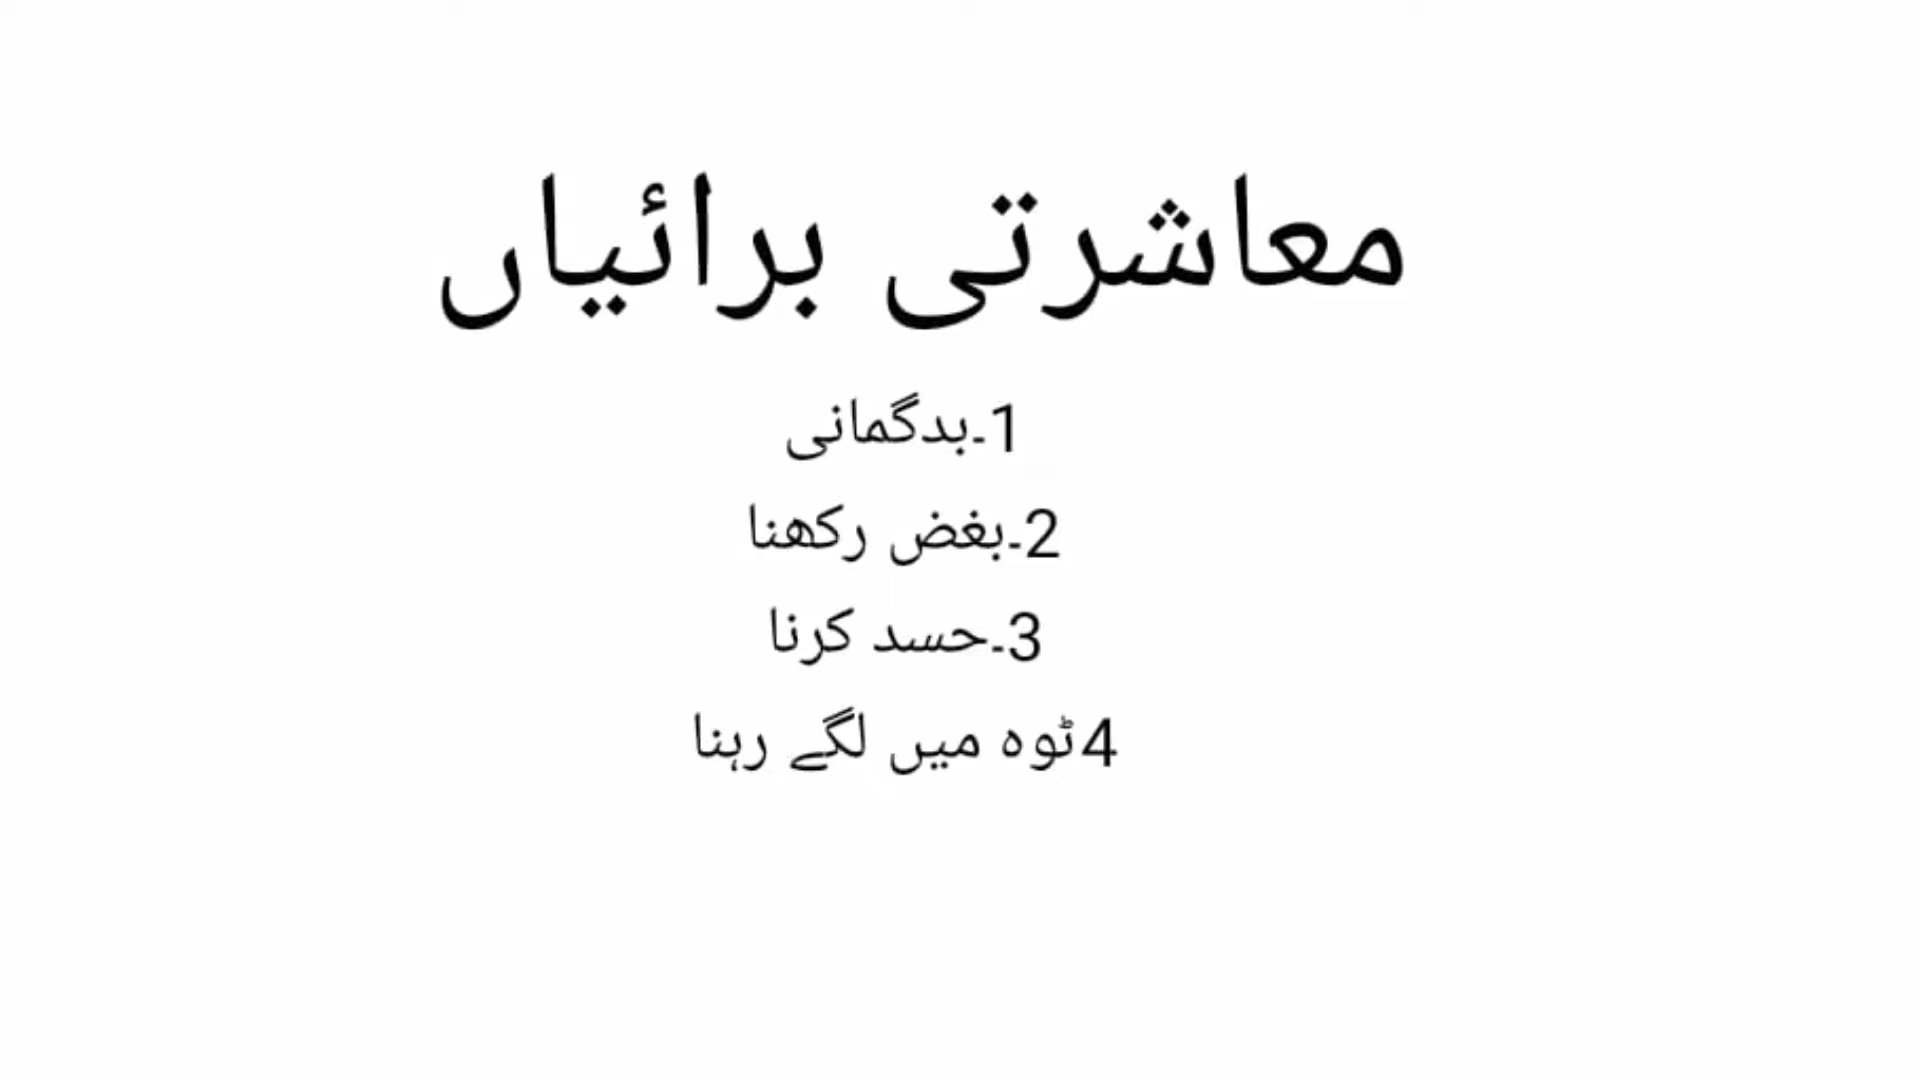 معاشرتی برائیاں
1۔بدگمانی
2۔بغض رکھنا
3۔حسد کرنا
4ٹوہ میں لگے رہنا